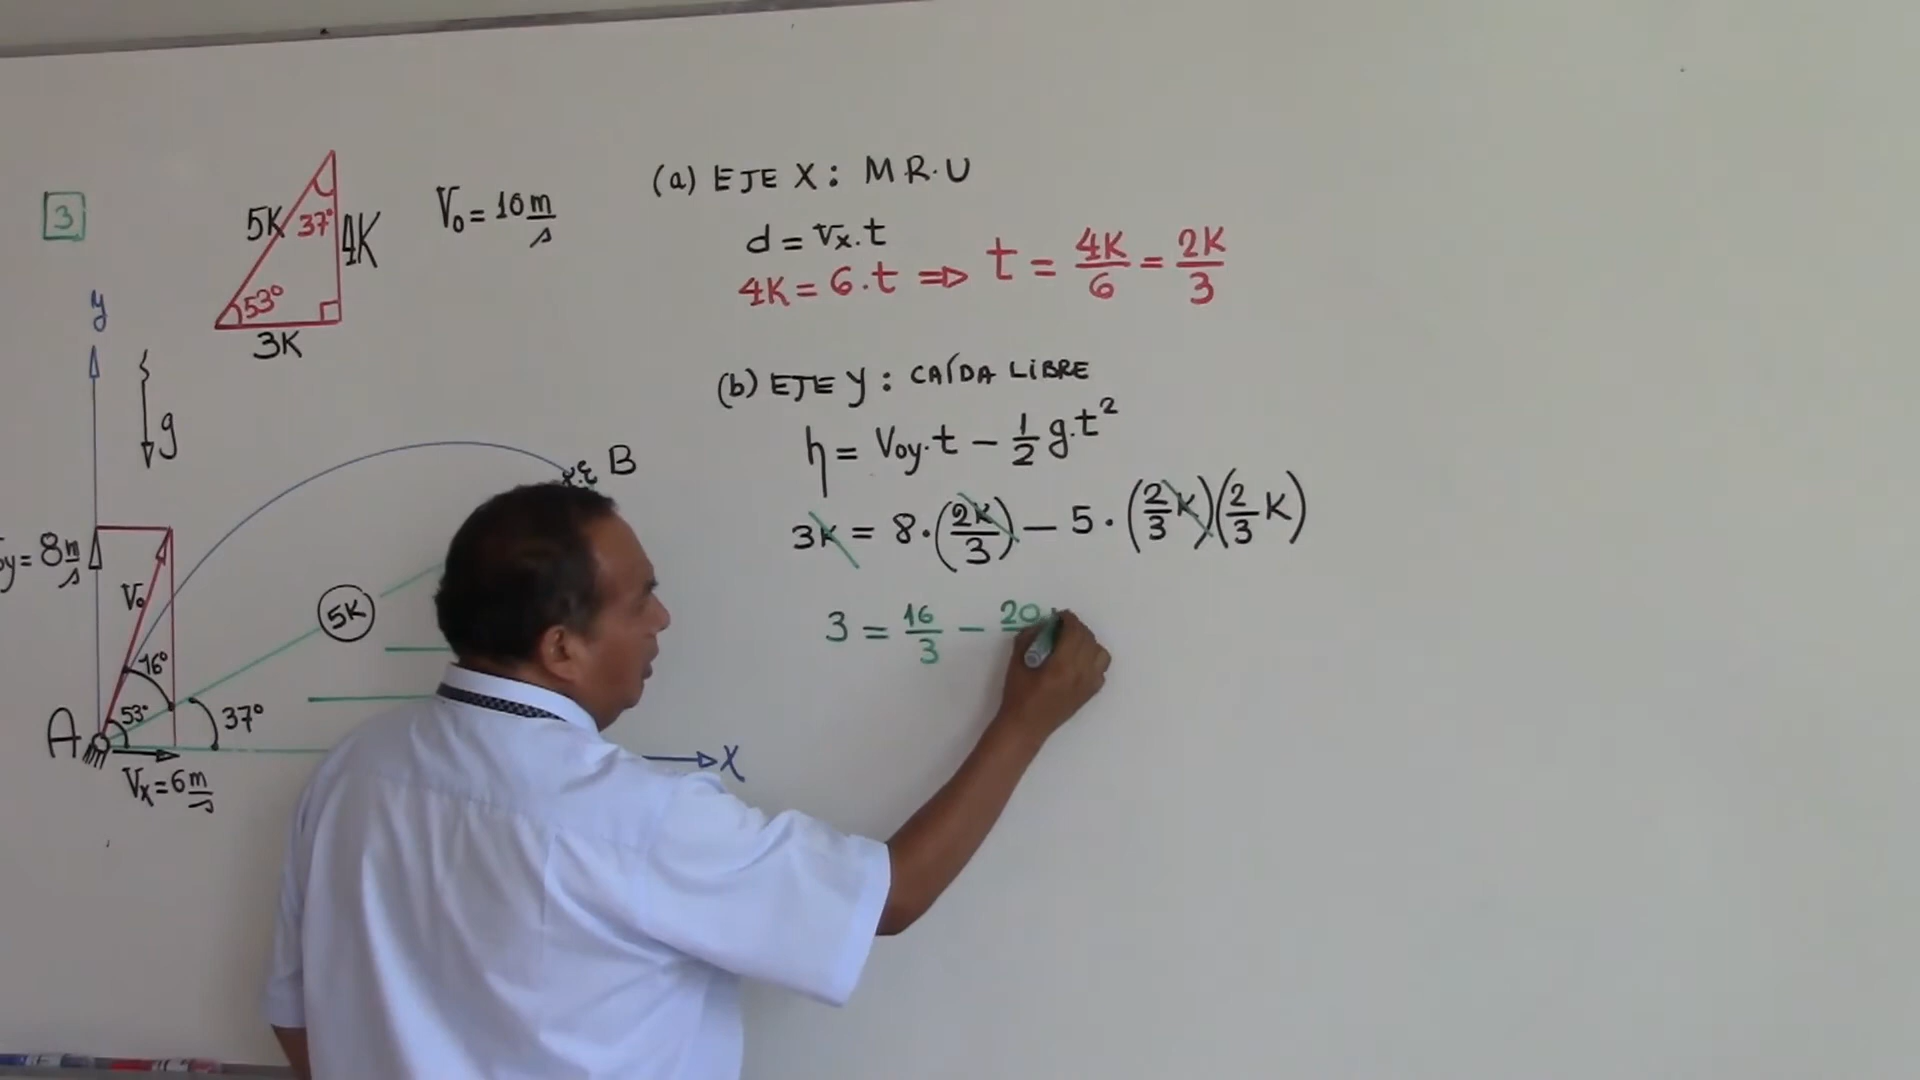 3
5K
37°
4K
53°
3K
V₀ = 10 m/s
y
g
y = 8 m/s
V₀
16°
53°
37°
A
Vx = 6 m/s
5K
B
X
(a) EJE X: M R.U
d = Vx.t
4K = 6.t ⇒ t = 4K/6 = 2K/3
(b) EJE Y: CAÍDA LIBRE
h = Voy.t − 1/2 g.t²
3K = 8.(2K/3) − 5.(2/3 K)(2/3 K)
3 = 16/3 − 20